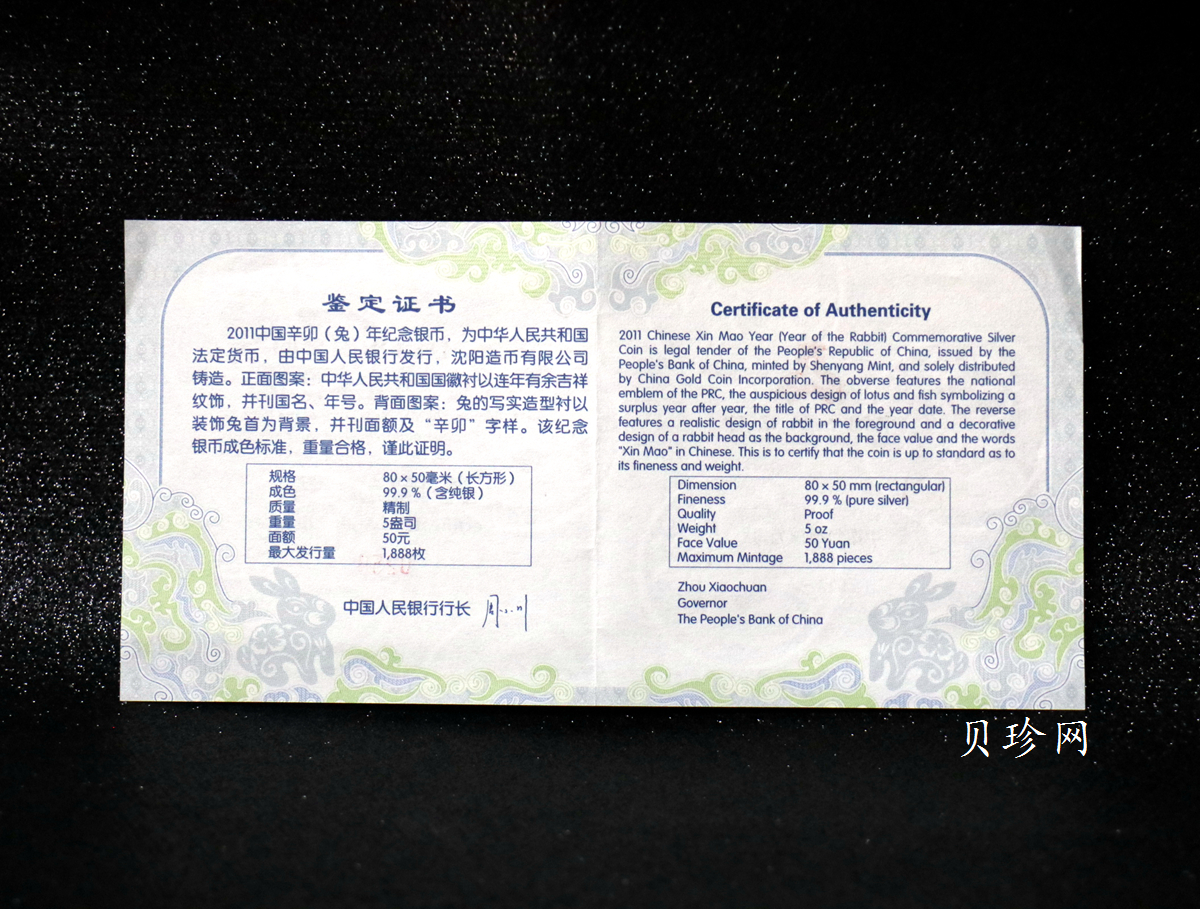 鉴定证书
2011中国辛卯（兔）年纪念银币，为中华人民共和国
法定货币，由中国人民银行发行，沈阳造币有限公司
铸造。正面图案：中华人民共和国国徽衬以连年有余吉祥
纹饰，并刊国名、年号。背面图案：兔的写实造型衬以
装饰兔首为背景，并刊面额及“辛卯”字样。该纪念
银币成色标准，重量合格，谨此证明。
规格 80×50毫米（长方形）
成色 99.9%（含纯银）
质量 精制
重量 5盎司
面额 50元
最大发行量 1,888枚
中国人民银行行长
Certificate of Authenticity
2011 Chinese Xin Mao Year (Year of the Rabbit) Commemorative Silver
Coin is legal tender of the People's Republic of China, issued by the
People's Bank of China, minted by Shenyang Mint, and solely distributed
by China Gold Coin Incorporation. The obverse features the national
emblem of the PRC, the auspicious design of lotus and fish symbolizing a
surplus year after year, the title of PRC and the year date. The reverse
features a realistic design of rabbit in the foreground and a decorative
design of a rabbit head as the background, the face value and the words
"Xin Mao" in Chinese. This is to certify that the coin is up to standard as to
its fineness and weight.
Dimension 80 × 50 mm (rectangular)
Fineness 99.9 % (pure silver)
Quality Proof
Weight 5 oz
Face Value 50 Yuan
Maximum Mintage 1,888 pieces
Zhou Xiaochuan
Governor
The People's Bank of China
贝珍网